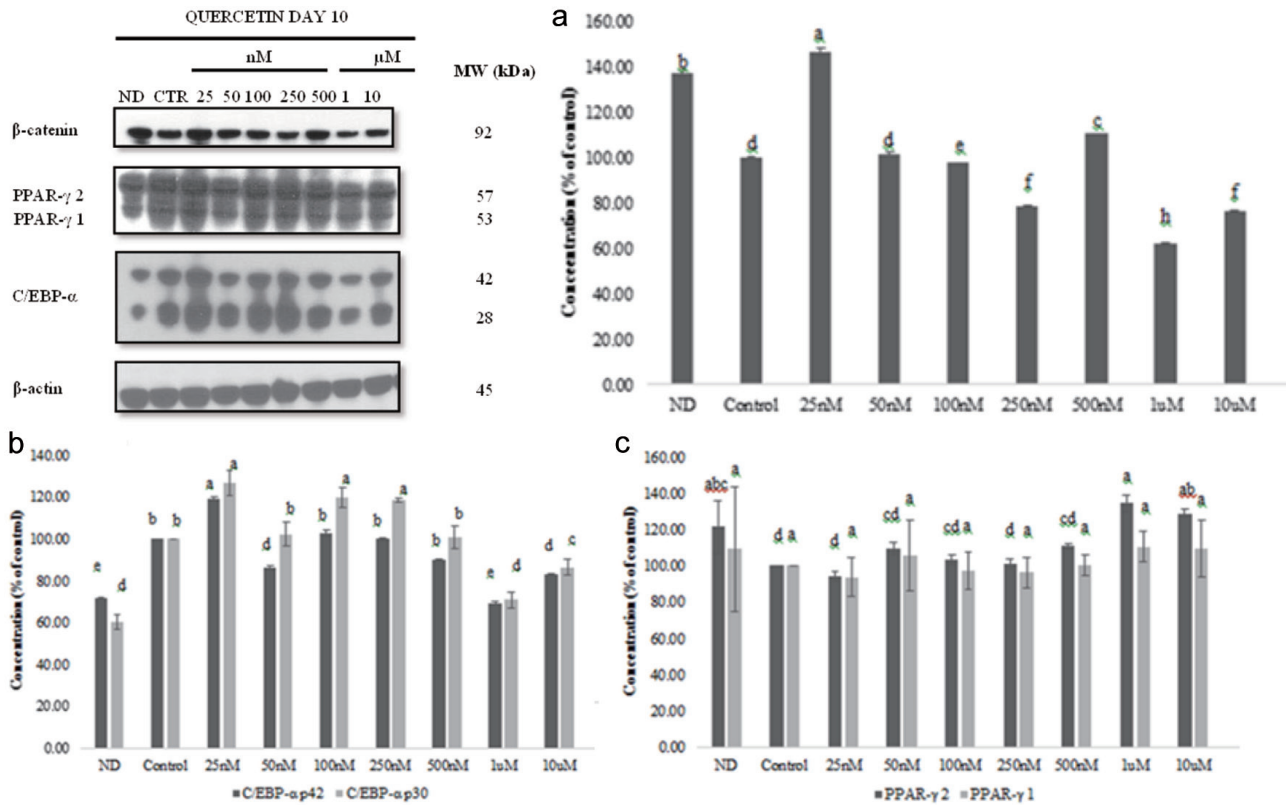 QUERCETIN DAY 10
nM µM MW (kDa)
ND CTR 25 50 100 250 500 1 10
β-catenin 92
PPAR-γ 2 57
PPAR-γ 1 53
C/EBP-α 42
28
β-actin 45
a
Concentration (% of control)
160.00
140.00
120.00
100.00
80.00
60.00
40.00
20.00
0.00
b d a d e f c h f
ND Control 25nM 50nM 100nM 250nM 500nM 1uM 10uM
b
Concentration (% of control)
140.00
120.00
100.00
80.00
60.00
40.00
20.00
0.00
e d b b a a d b b a b a b b e d d c
ND Control 25nM 50nM 100nM 250nM 500nM 1uM 10uM
C/EBP-α p42 C/EBP-α p30
c
Concentration (% of control)
160.00
140.00
120.00
100.00
80.00
60.00
40.00
20.00
0.00
abc a d a d a cd a cd a d a cd a a a ab a
ND Control 25nM 50nM 100nM 250nM 500nM 1uM 10uM
PPAR-γ 2 PPAR-γ 1